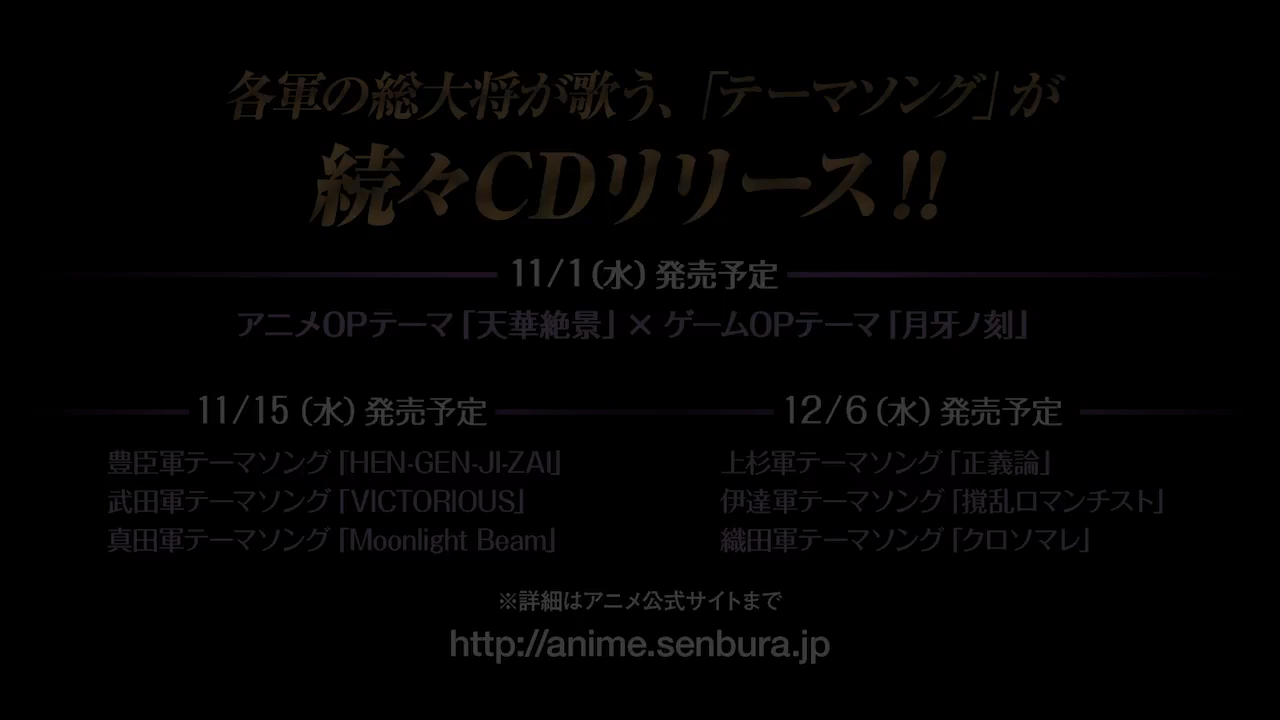 各軍の総大将が歌う、「テーマソング」が
続々CDリリース!!
11/1(水) 発売予定
アニメOPテーマ「天華絶景」× ゲームOPテーマ「月牙ノ刻」
11/15 (水) 発売予定
豊臣軍テーマソング「HEN-GEN-JI-ZAI」
武田軍テーマソング「VICTORIOUS」
真田軍テーマソング「Moonlight Beam」
12/6(水) 発売予定
上杉軍テーマソング「正義論」
伊達軍テーマソング「撹乱ロマンチスト」
織田軍テーマソング「クロソマレ」
※詳細はアニメ公式サイトまで
http://anime.senbura.jp